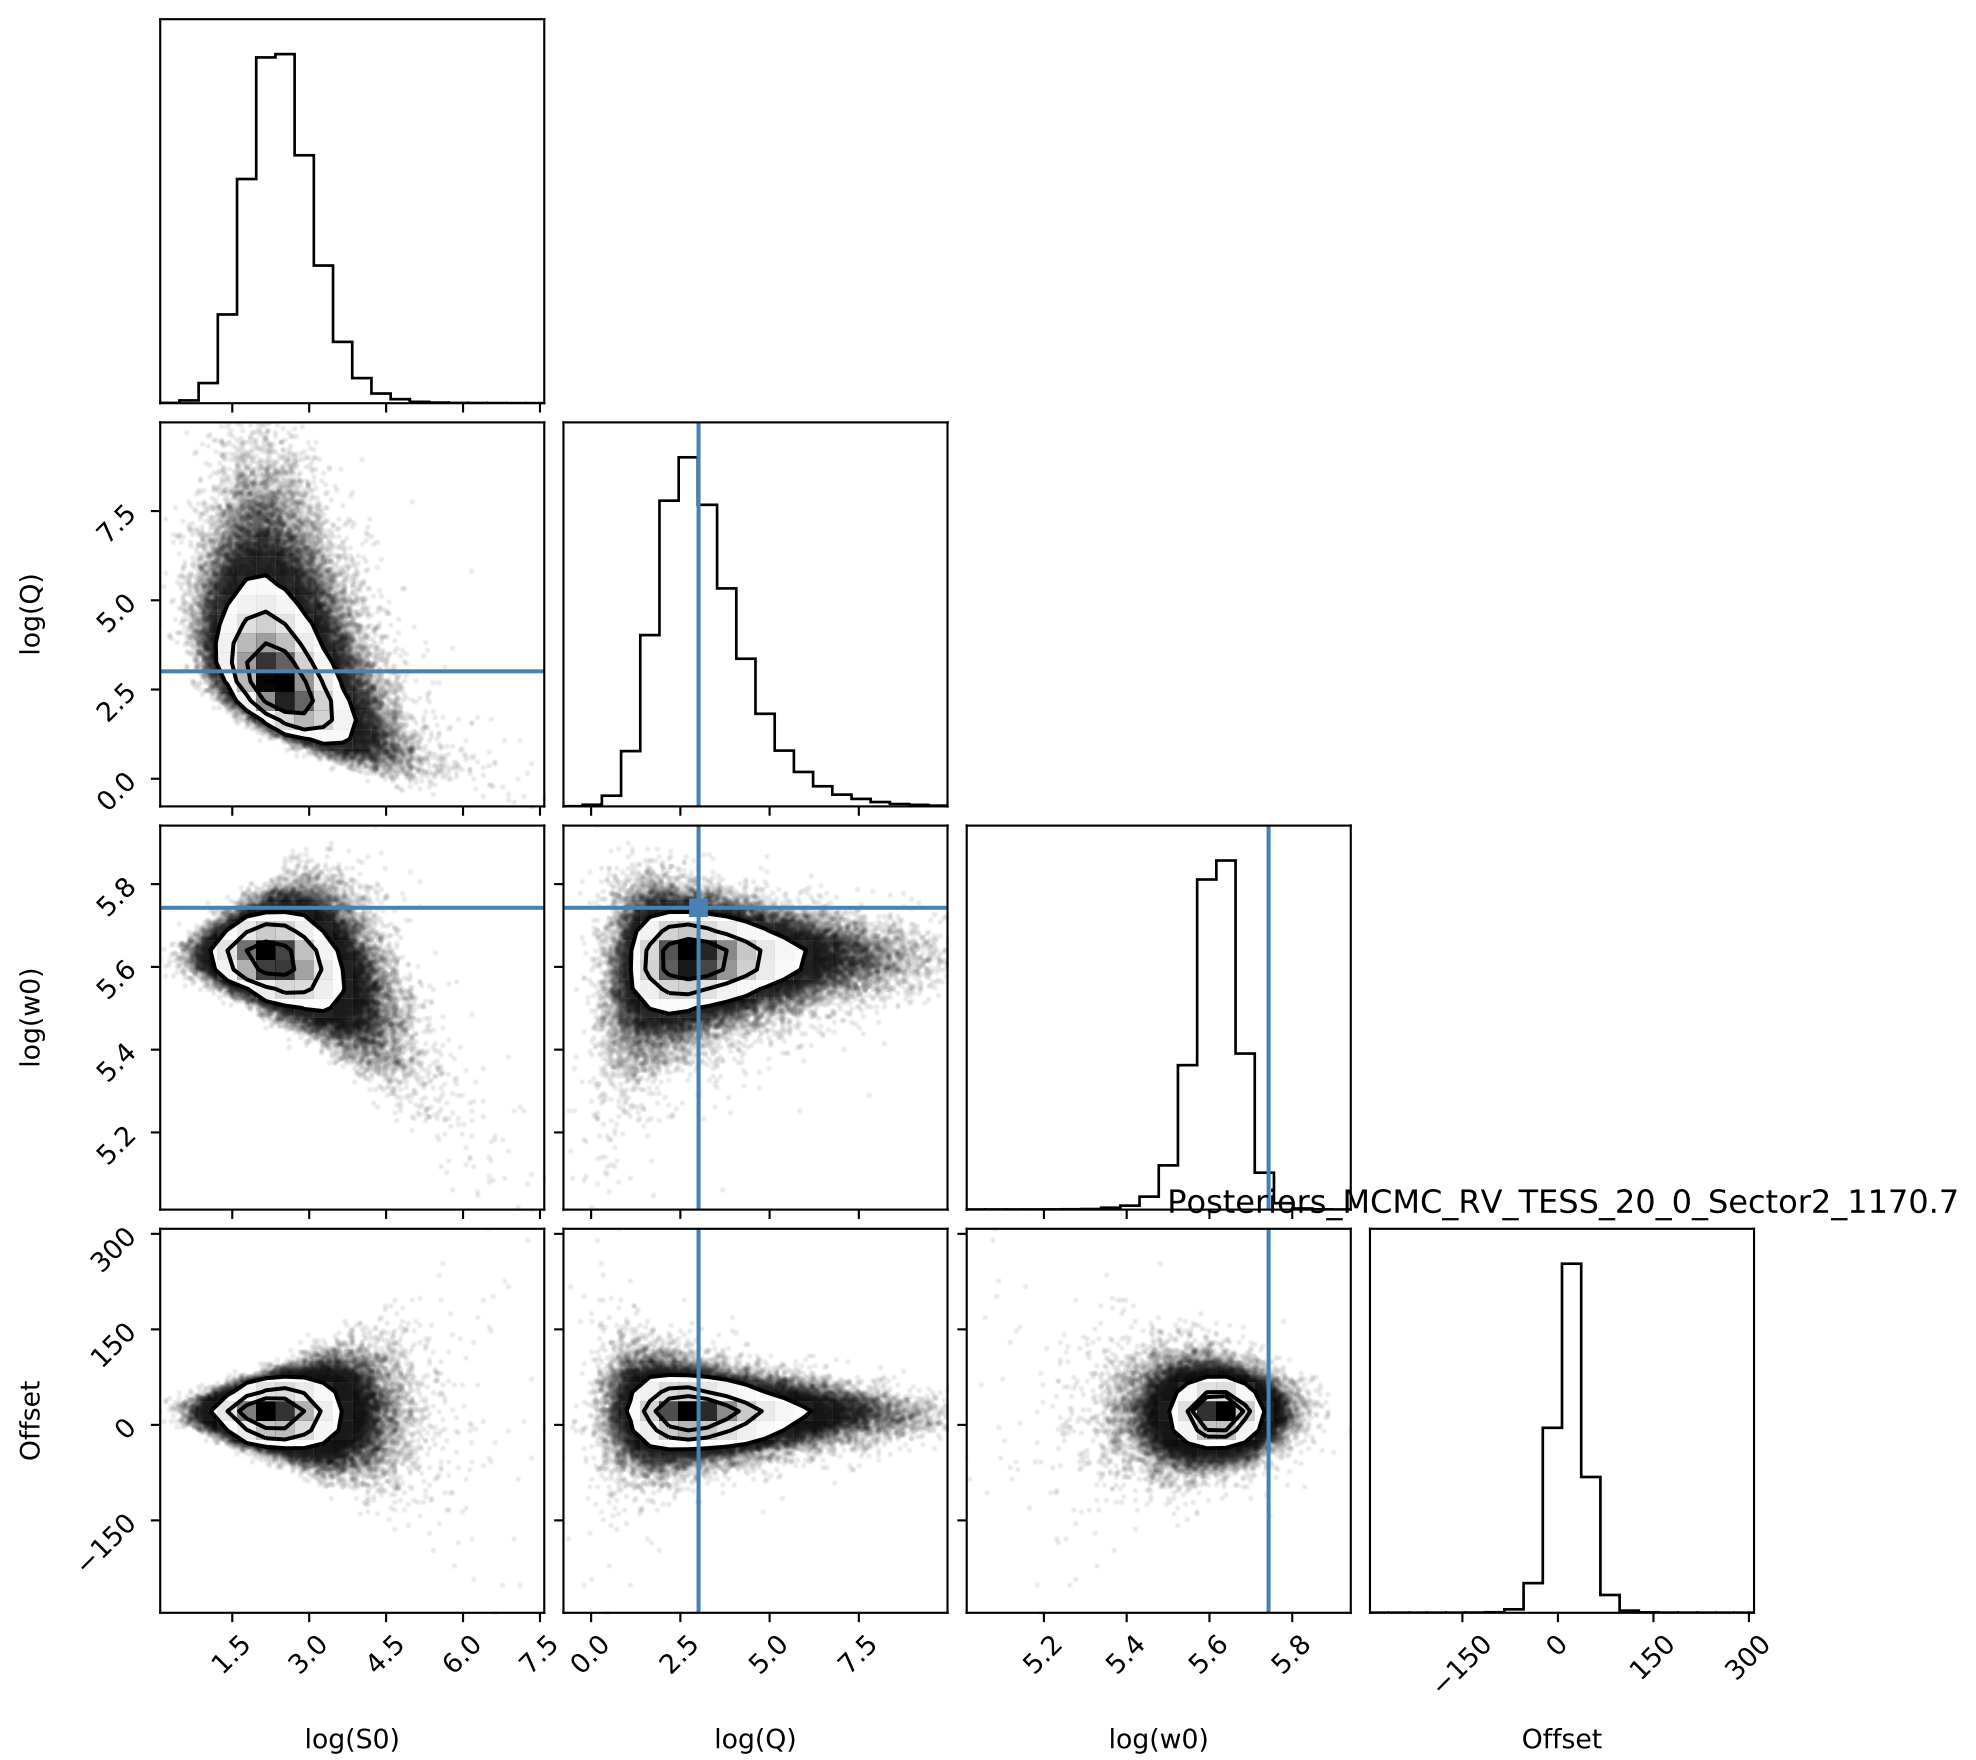 7.5
5.0
2.5
0.0
log(Q)
5.8
5.6
5.4
5.2
log(w0)
Posteriors_MCMC_RV_TESS_20_0_Sector2_1170.7
300
150
0
−150
Offset
1.5 3.0 4.5 6.0 7.5 0.0 2.5 5.0 7.5 5.2 5.4 5.6 5.8 −150 0 150 300
log(S0) log(Q) log(w0) Offset